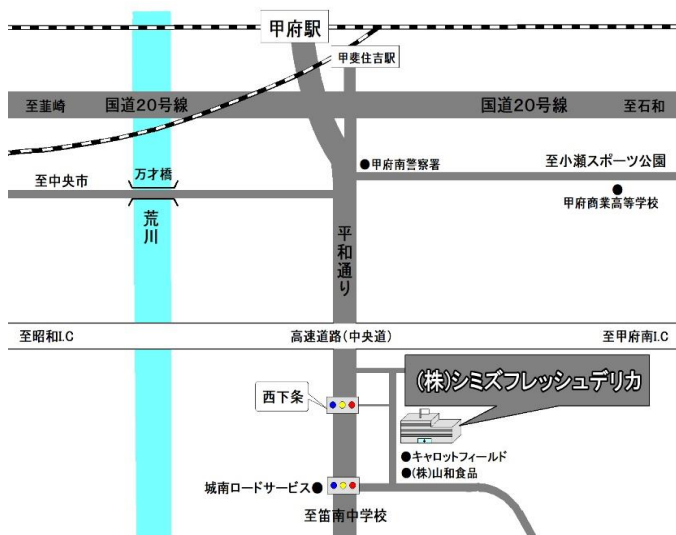 甲府駅
甲斐住吉駅
至韮崎
国道20号線
国道20号線
至石和
甲府南警察署
至小瀬スポーツ公園
至中央市
万才橋
甲府商業高等学校
荒川
平和通り
至昭和I.C
高速道路(中央道)
至甲府南I.C
(株)シミズフレッシュデリカ
西下条
キャロットフィールド
(株)山和食品
城南ロードサービス
至笛南中学校